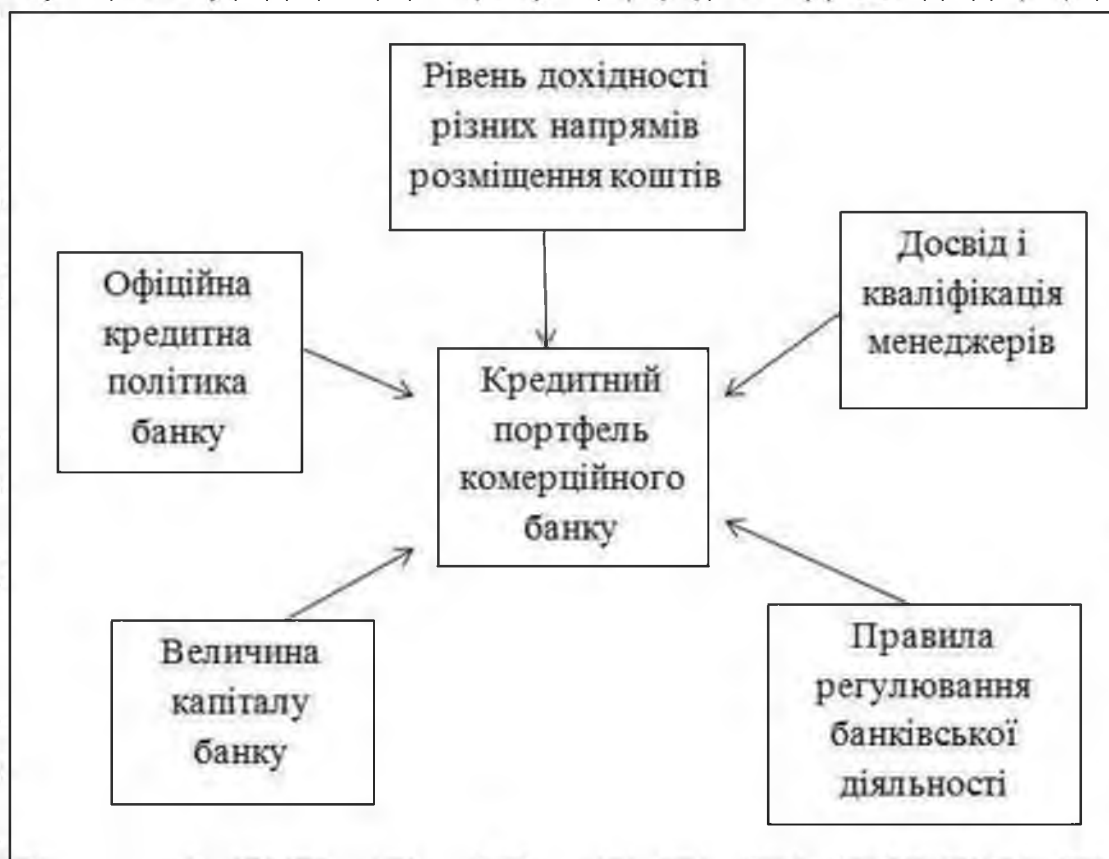 Рівень дохідності
різних напрямів
розміщення коштів
Досвід і
кваліфікація
менеджерів
Офіційна
кредитна
політика
банку
Кредитний
портфель
комерційного
банку
Величина
капіталу
банку
Правила
регулювання
банківської
діяльності